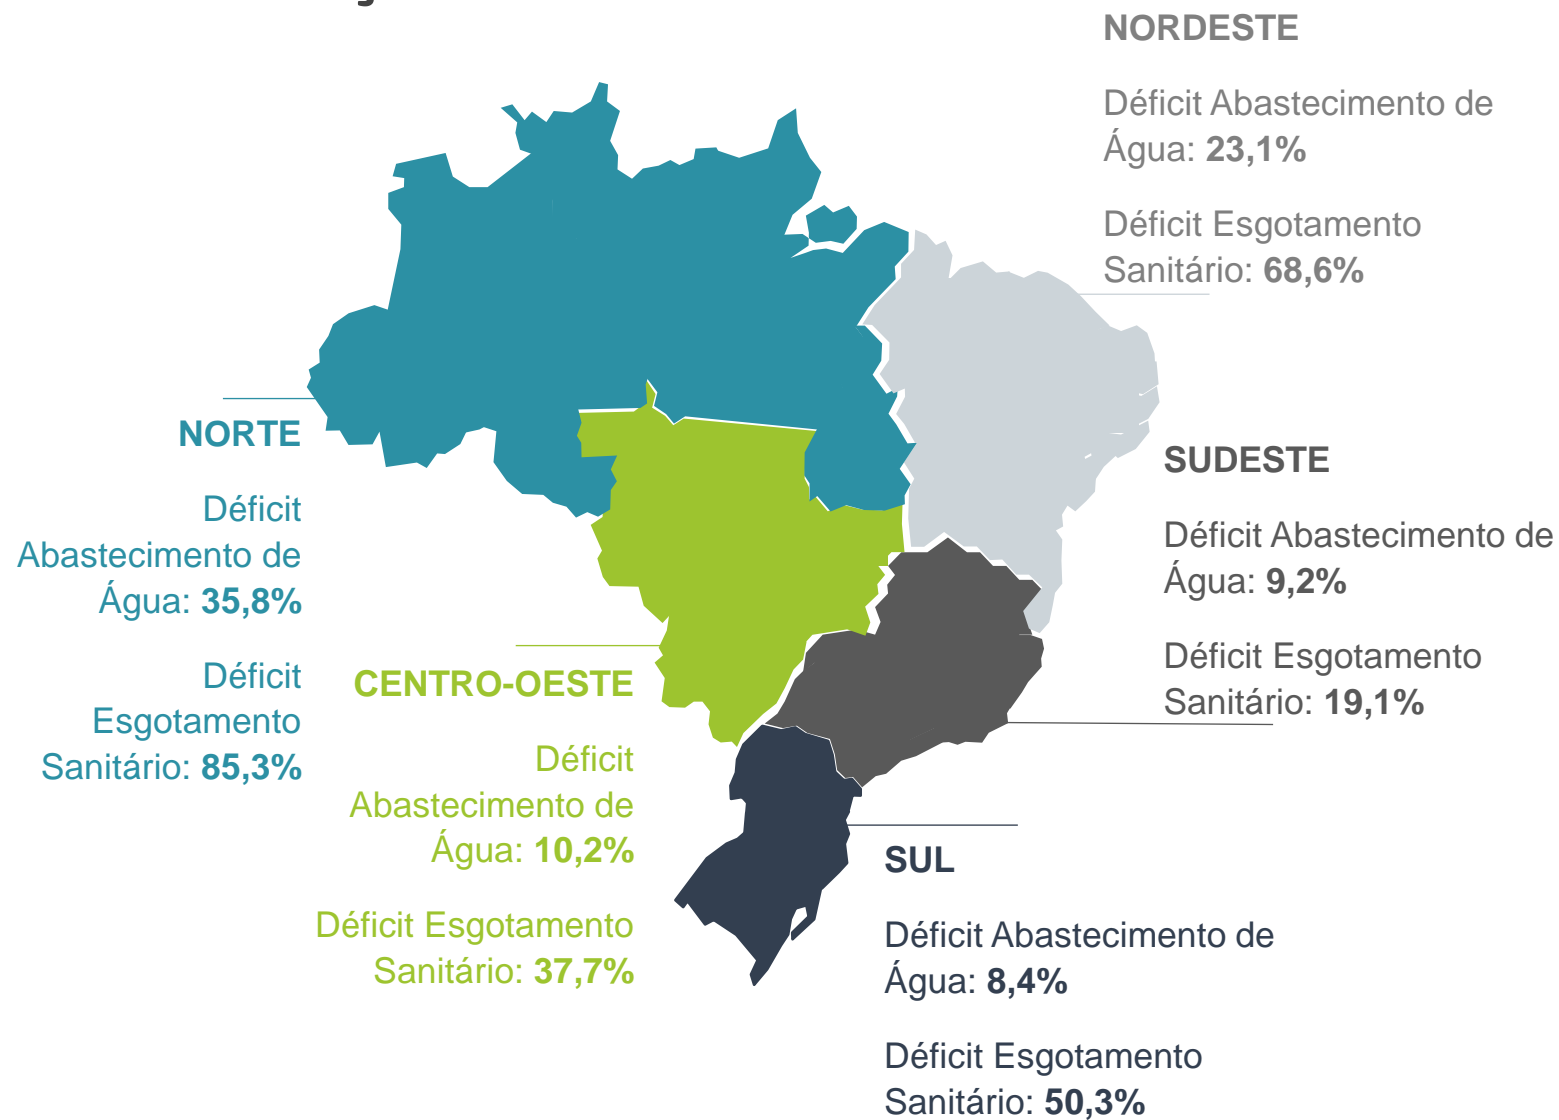 NORDESTE
Déficit Abastecimento de
Água: 23,1%
Déficit Esgotamento
Sanitário: 68,6%
NORTE
Déficit
Abastecimento de
Água: 35,8%
Déficit
Esgotamento
Sanitário: 85,3%
SUDESTE
Déficit Abastecimento de
Água: 9,2%
Déficit Esgotamento
Sanitário: 19,1%
CENTRO-OESTE
Déficit
Abastecimento de
Água: 10,2%
Déficit Esgotamento
Sanitário: 37,7%
SUL
Déficit Abastecimento de
Água: 8,4%
Déficit Esgotamento
Sanitário: 50,3%